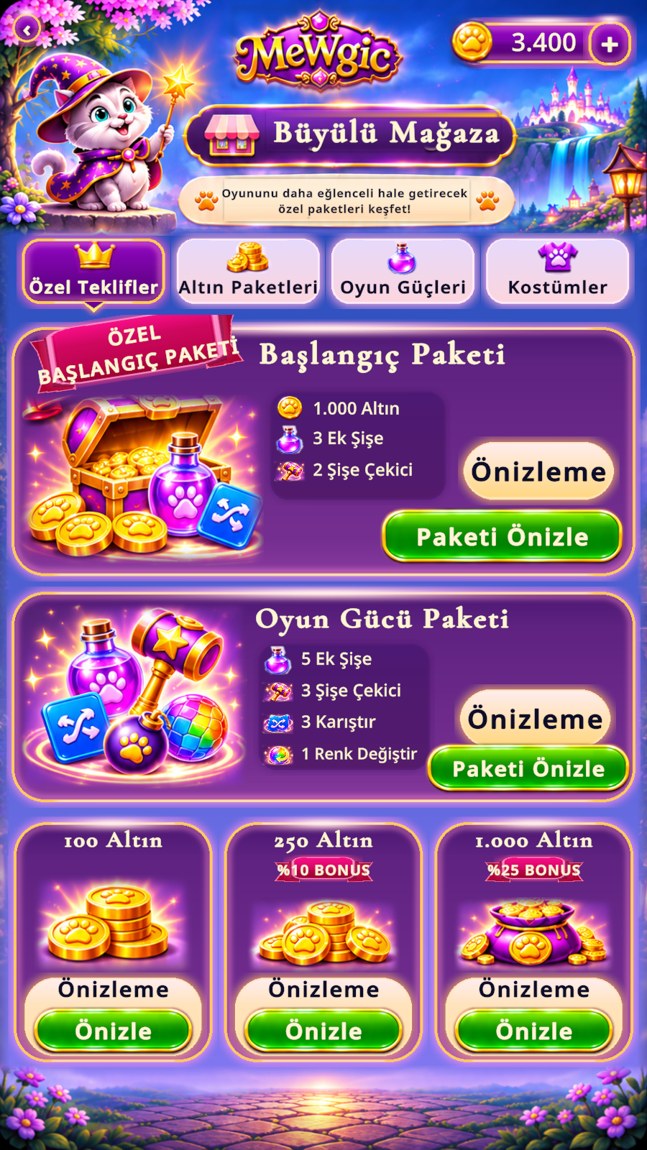 MeWgic
3.400 +
Büyülü Mağaza
Oyununu daha eğlenceli hale getirecek
özel paketleri keşfet!
Özel Teklifler
Altın Paketleri
Oyun Güçleri
Kostümler
ÖZEL
BAŞLANGIÇ PAKETİ
Başlangıç Paketi
1.000 Altın
3 Ek Şişe
2 Şişe Çekici
Önizleme
Paketi Önizle
Oyun Gücü Paketi
5 Ek Şişe
3 Şişe Çekici
3 Karıştır
1 Renk Değiştir
Önizleme
Paketi Önizle
100 Altın
Önizleme
Önizle
250 Altın
%10 BONUS
Önizleme
Önizle
1.000 Altın
%25 BONUS
Önizleme
Önizle